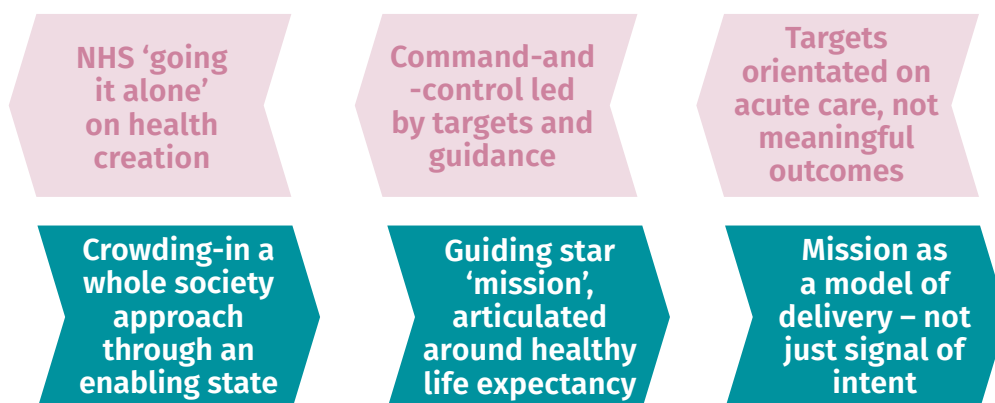 NHS ‘going
it alone’
on health
creation
Command-and
-control led
by targets and
guidance
Targets
orientated on
acute care, not
meaningful
outcomes
Crowding-in a
whole society
approach
through an
enabling state
Guiding star
‘mission’,
articulated
around healthy
life expectancy
Mission as
a model of
delivery – not
just signal of
intent